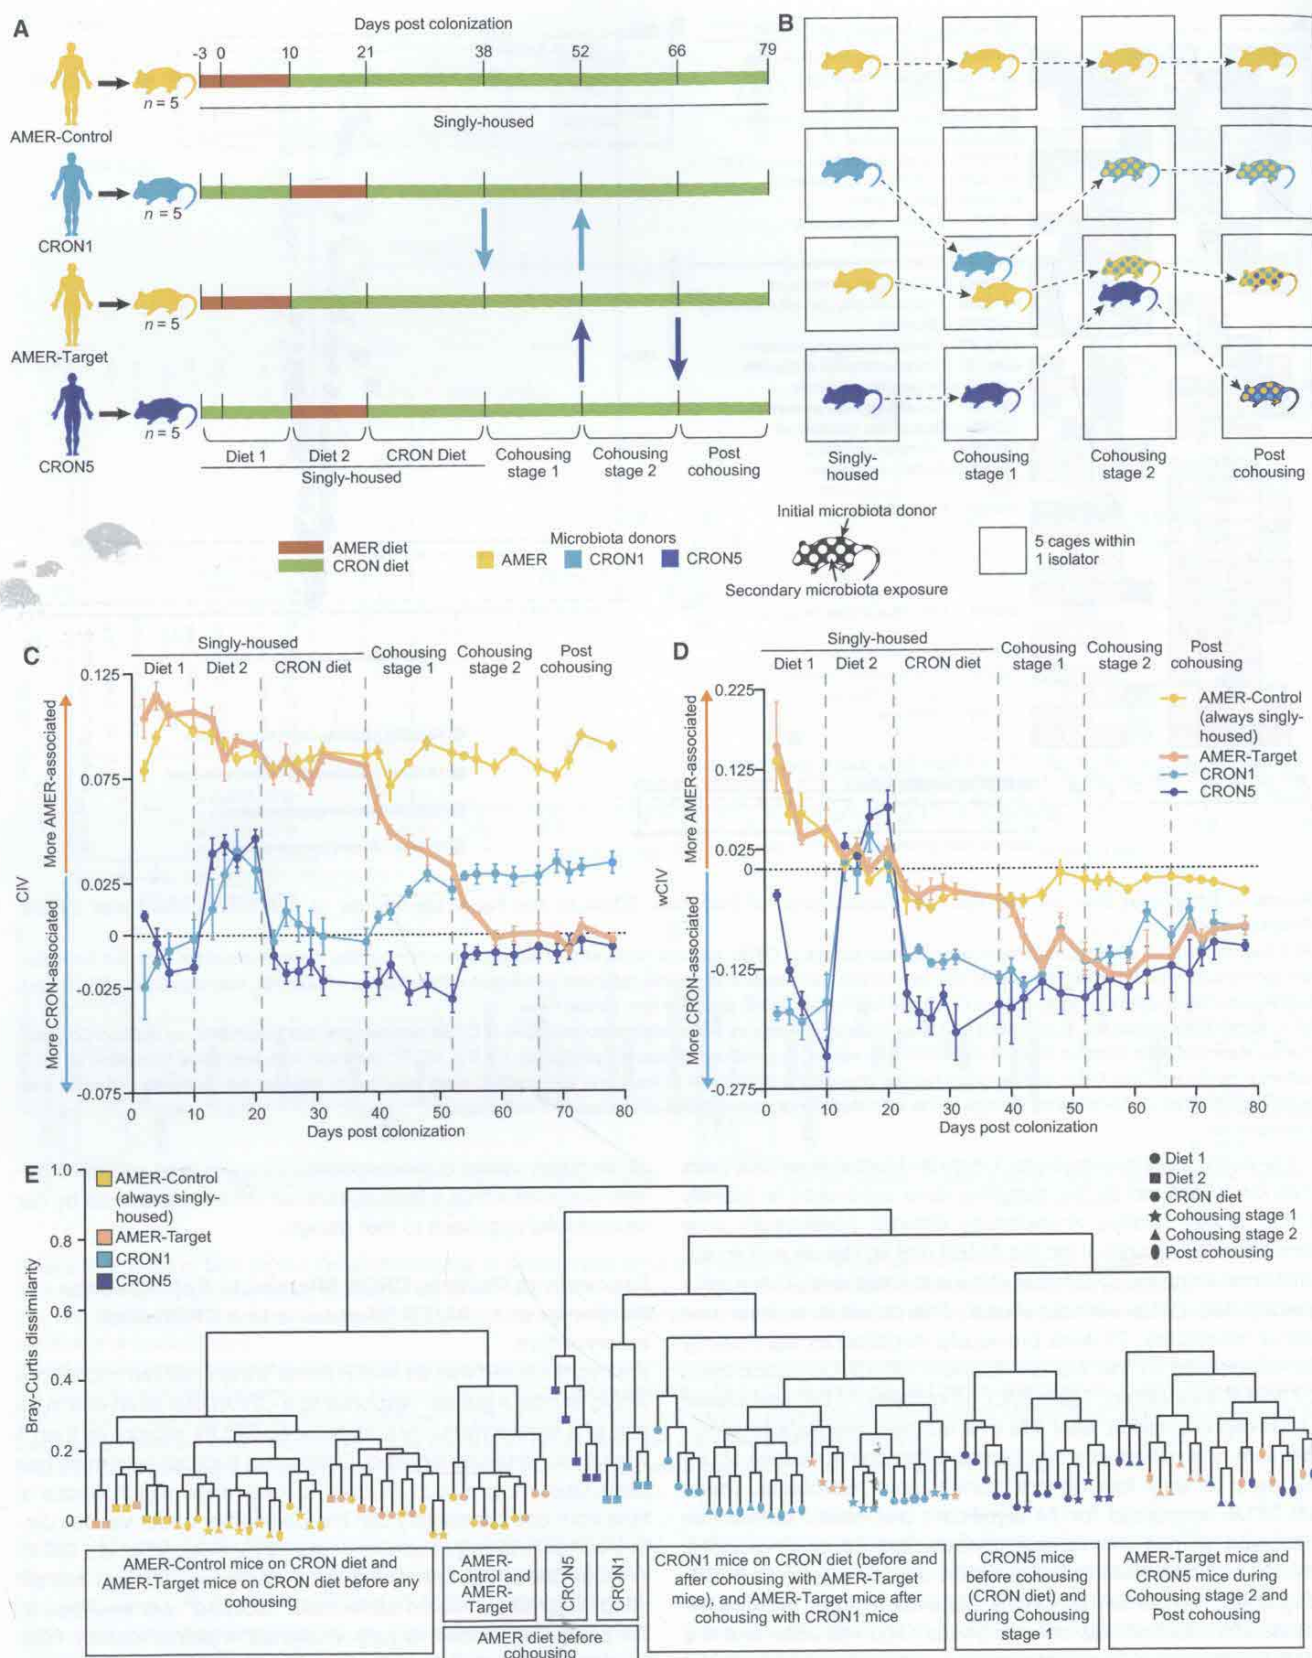 A
Days post colonization
B
-3 0 10 21 38 52 66 79
n = 5
AMER-Control
Singly-housed
n = 5
CRON1
n = 5
AMER-Target
n = 5
CRON5
Diet 1
Diet 2
CRON Diet
Cohousing
stage 1
Cohousing
stage 2
Post
cohousing
Singly-housed
Singly-
housed
Cohousing
stage 1
Cohousing
stage 2
Post
cohousing
AMER diet
CRON diet
Microbiota donors
AMER
CRON1
CRON5
Initial microbiota donor
Secondary microbiota exposure
5 cages within
1 isolator
C
Singly-housed
Diet 1
Diet 2
CRON diet
Cohousing
stage 1
Cohousing
stage 2
Post
cohousing
0.125
0.075
0.025
0
-0.025
-0.075
CIV
More AMER-associated
More CRON-associated
0 10 20 30 40 50 60 70 80
Days post colonization
D
Singly-housed
Diet 1
Diet 2
CRON diet
Cohousing
stage 1
Cohousing
stage 2
Post
cohousing
0.225
0.125
0.025
0
-0.125
-0.275
wCIV
More AMER-associated
More CRON-associated
0 10 20 30 40 50 60 70 80
Days post colonization
AMER-Control
(always singly-
housed)
AMER-Target
CRON1
CRON5
E
1.0
0.8
0.6
0.4
0.2
0
Bray-Curtis dissimilarity
AMER-Control
(always singly-
housed)
AMER-Target
CRON1
CRON5
Diet 1
Diet 2
CRON diet
Cohousing stage 1
Cohousing stage 2
Post cohousing
AMER-Control mice on CRON diet and
AMER-Target mice on CRON diet before any
cohousing
AMER-
Control and
AMER-
Target
CRON5
CRON1
AMER diet before
cohousing
CRON1 mice on CRON diet (before and
after cohousing with AMER-Target
mice), and AMER-Target mice after
cohousing with CRON1 mice
CRON5 mice
before cohousing
(CRON diet) and
during Cohousing
stage 1
AMER-Target mice and
CRON5 mice during
Cohousing stage 2 and
Post cohousing